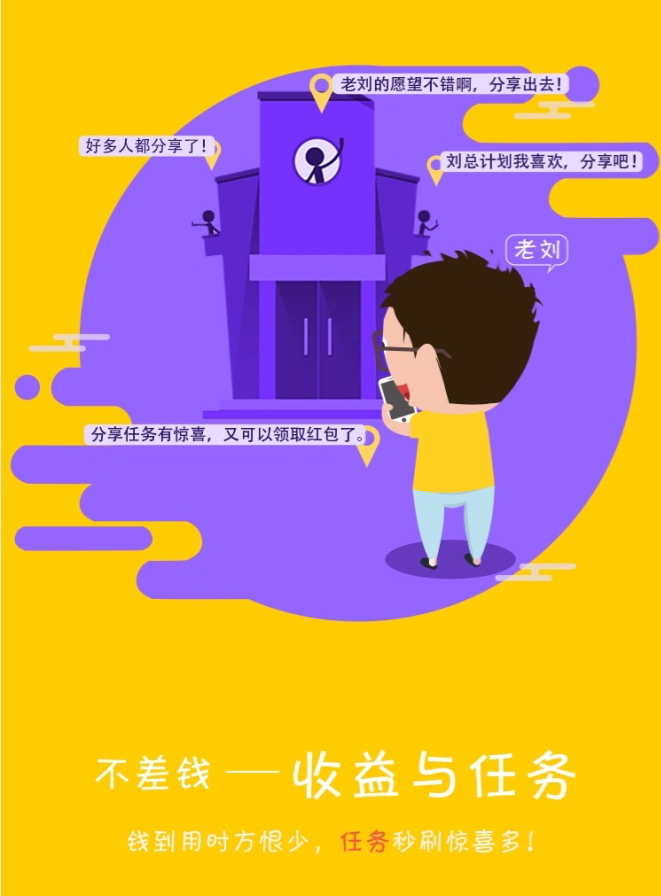 老刘的愿望不错啊，分享出去！
好多人都分享了！
刘总计划我喜欢，分享吧！
老刘
分享任务有惊喜，又可以领取红包了。
不差钱——收益与任务
钱到用时方恨少，任务秒刷惊喜多！